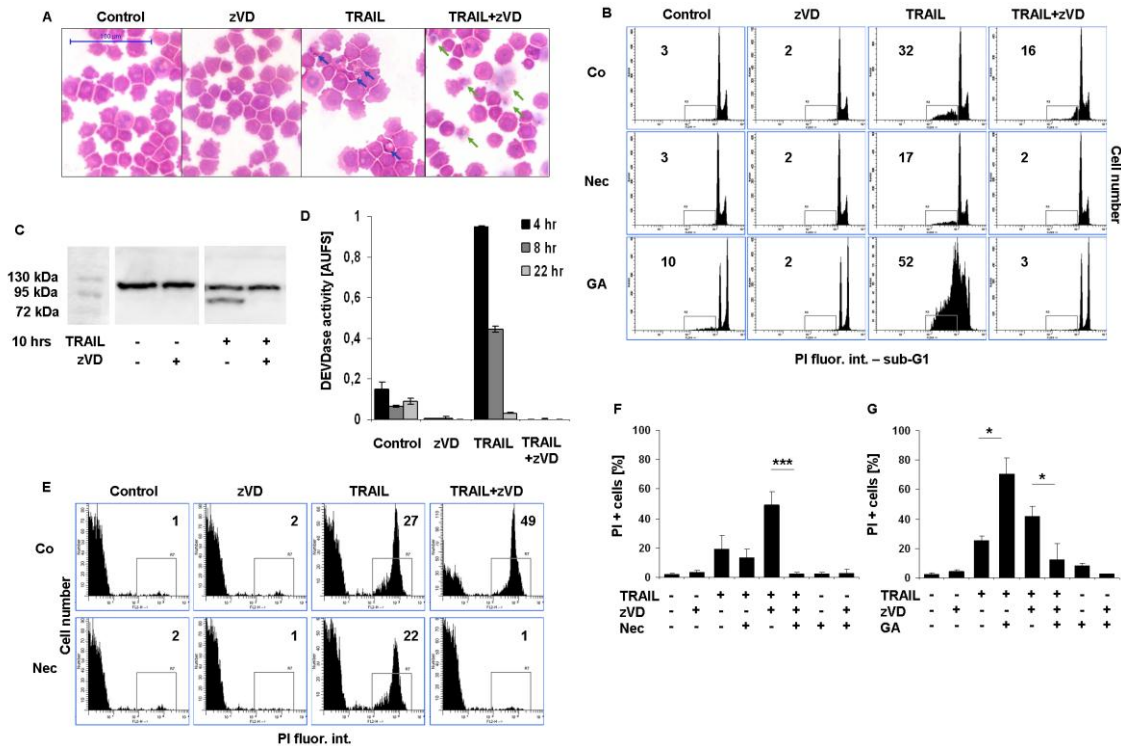 A
Control zVD TRAIL TRAIL+zVD
100 µm
B
Control zVD TRAIL TRAIL+zVD
Co 3 2 32 16
Nec 3 2 17 2
GA 10 2 52 3
Cell number
PI fluor. int. – sub-G1
C
130 kDa
95 kDa
72 kDa
10 hrs TRAIL - - + +
zVD - + - +
D
DEVDase activity [AUFS]
1
0,8
0,6
0,4
0,2
0
4 hr
8 hr
22 hr
Control zVD TRAIL TRAIL
+zVD
E
Control zVD TRAIL TRAIL+zVD
Co 1 2 27 49
Nec 2 1 22 1
Cell number
PI fluor. int.
F
PI + cells [%]
100
80
60
40
20
0
***
TRAIL - - + + + + - -
zVD - + - - + + - +
Nec - - - + - + + +
G
PI + cells [%]
100
80
60
40
20
0
* *
TRAIL - - + + + + - -
zVD - + - - + + - +
GA - - - + - + + +